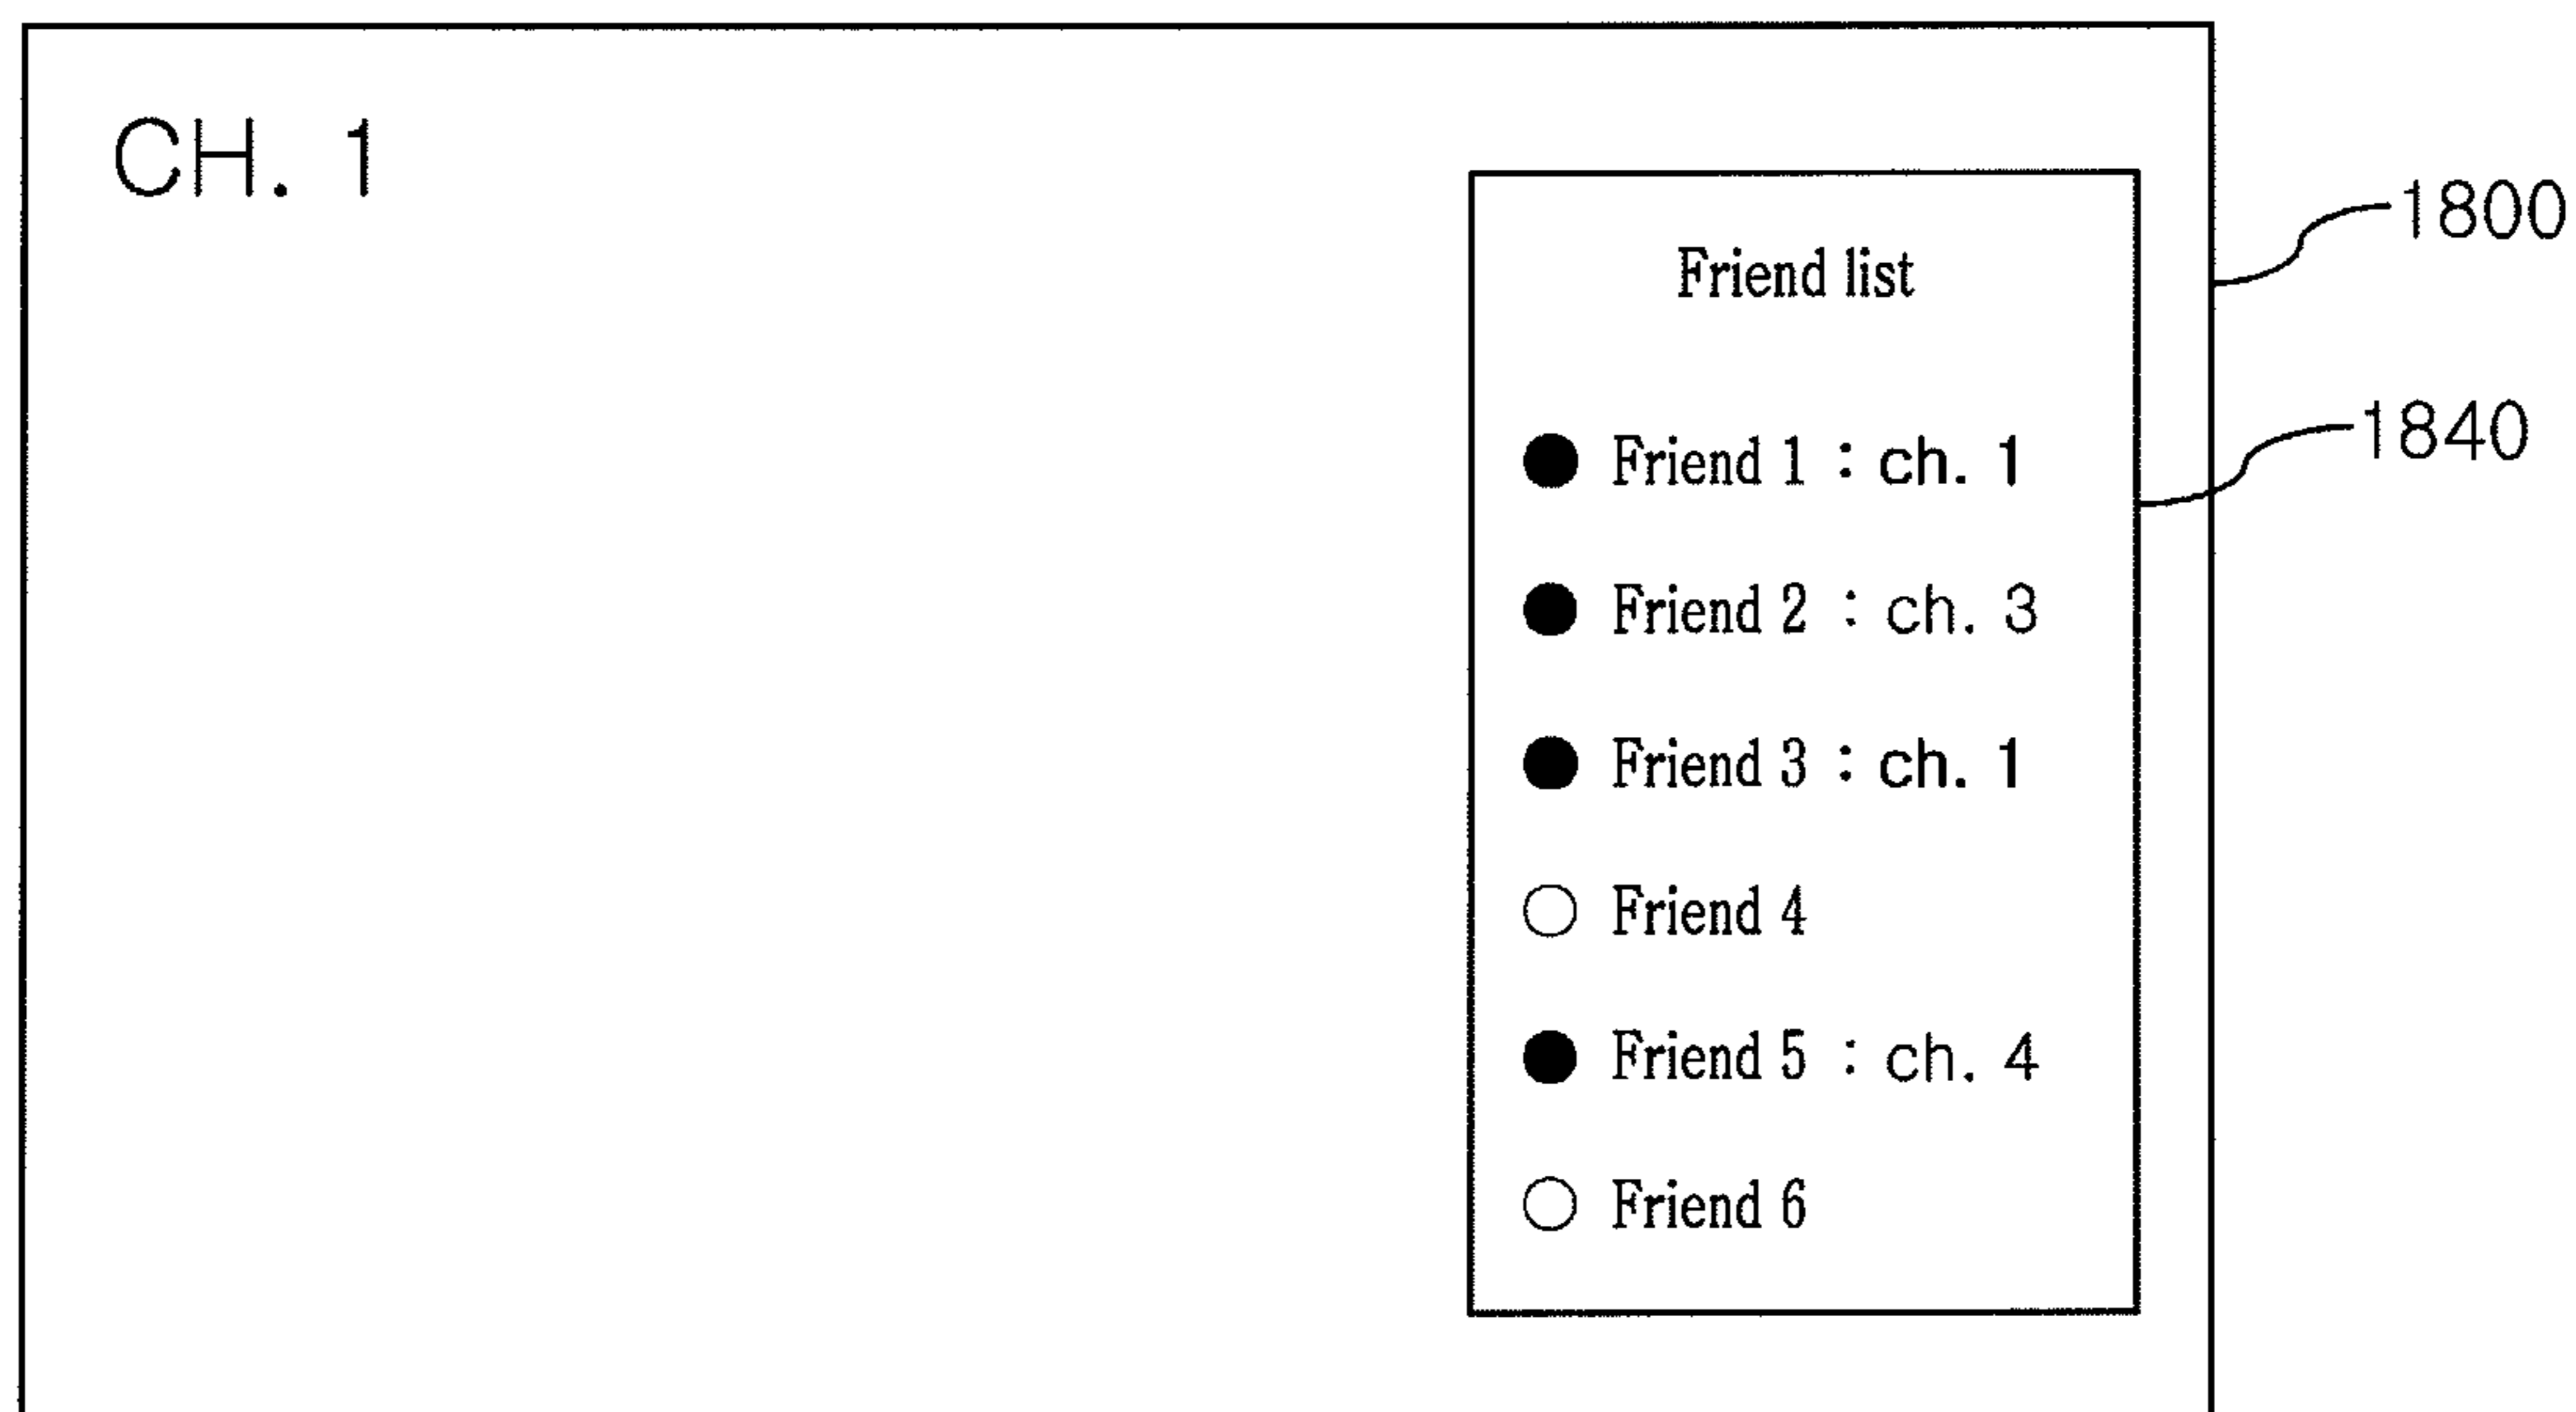 CH. 1
1800
Friend list
1840
Friend 1 : ch. 1
Friend 2 : ch. 3
Friend 3 : ch. 1
Friend 4
Friend 5 : ch. 4
Friend 6